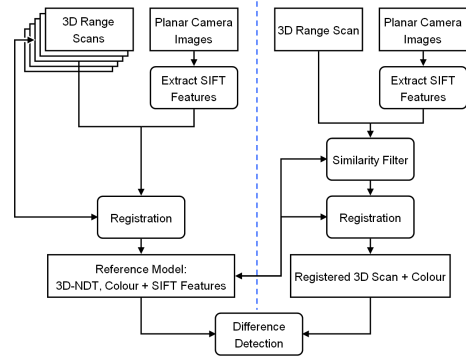 3D Range
Scans
Planar Camera
Images
Extract SIFT
Features
Registration
Reference Model:
3D-NDT, Colour + SIFT Features
3D Range Scan
Planar Camera
Images
Extract SIFT
Features
Similarity Filter
Registration
Registered 3D Scan + Colour
Difference
Detection